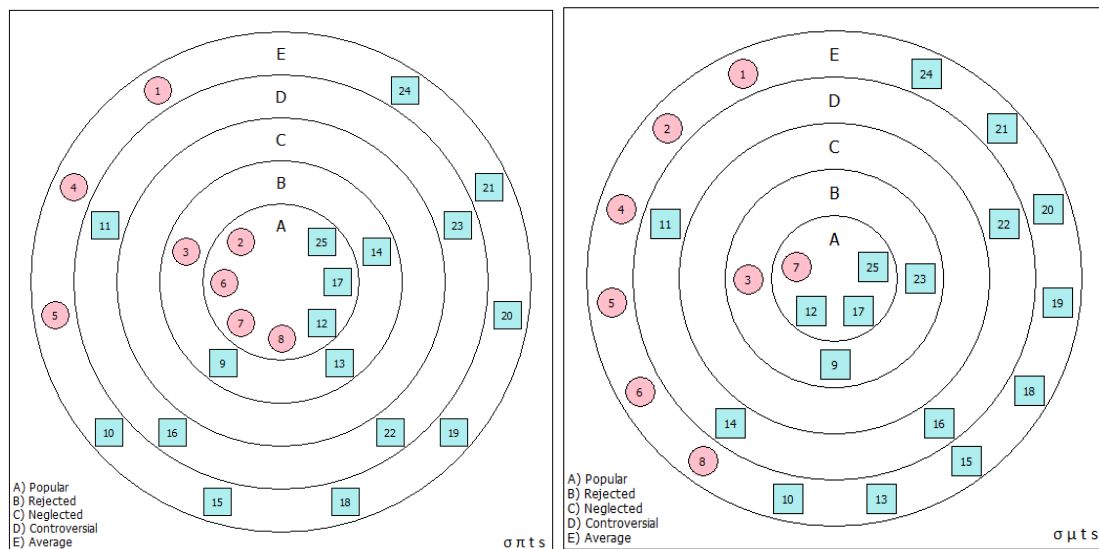 E
1
24
D
4
21
C
11
23
B
A
2
25
3
14
6
17
5
20
7
12
8
9
13
10
16
22
19
15
18
A) Popular
B) Rejected
C) Neglected
D) Controversial
E) Average
σ π t s
E
1
24
D
2
21
C
B
4
20
11
22
A
7
25
3
23
5
19
12
17
9
6
18
14
16
8
15
10
13
A) Popular
B) Rejected
C) Neglected
D) Controversial
E) Average
σ μ t s